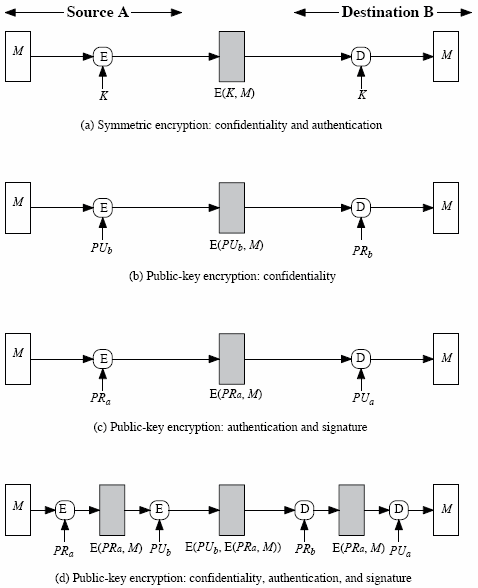 Source A Destination B
M E D M
K E(K, M) K
(a) Symmetric encryption: confidentiality and authentication
M E D M
PUb E(PUb, M) PRb
(b) Public-key encryption: confidentiality
M E D M
PRa E(PRa, M) PUa
(c) Public-key encryption: authentication and signature
M E E D D M
PRa E(PRa, M) PUb E(PUb, E(PRa, M)) PRb E(PRa, M) PUa
(d) Public-key encryption: confidentiality, authentication, and signature